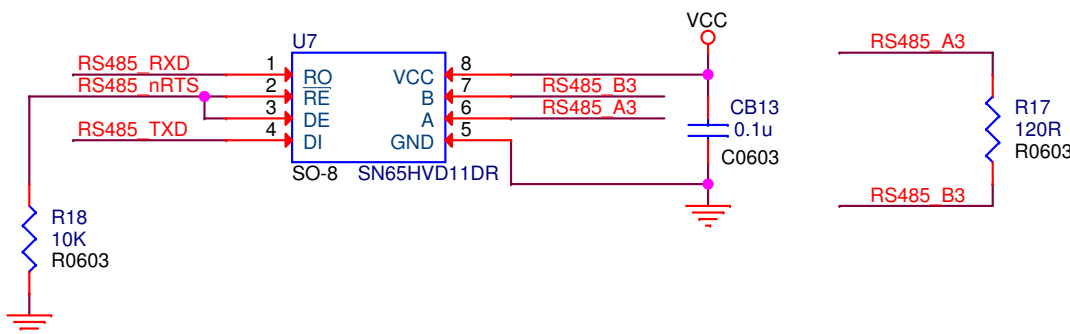 VCC
U7
RS485_A3
RS485_RXD
1
RO
VCC
8
RS485_nRTS
2
RE
B
7
RS485_B3
3
DE
A
6
RS485_A3
RS485_TXD
4
DI
GND
5
CB13
0.1u
C0603
R17
120R
R0603
SO-8
SN65HVD11DR
RS485_B3
R18
10K
R0603